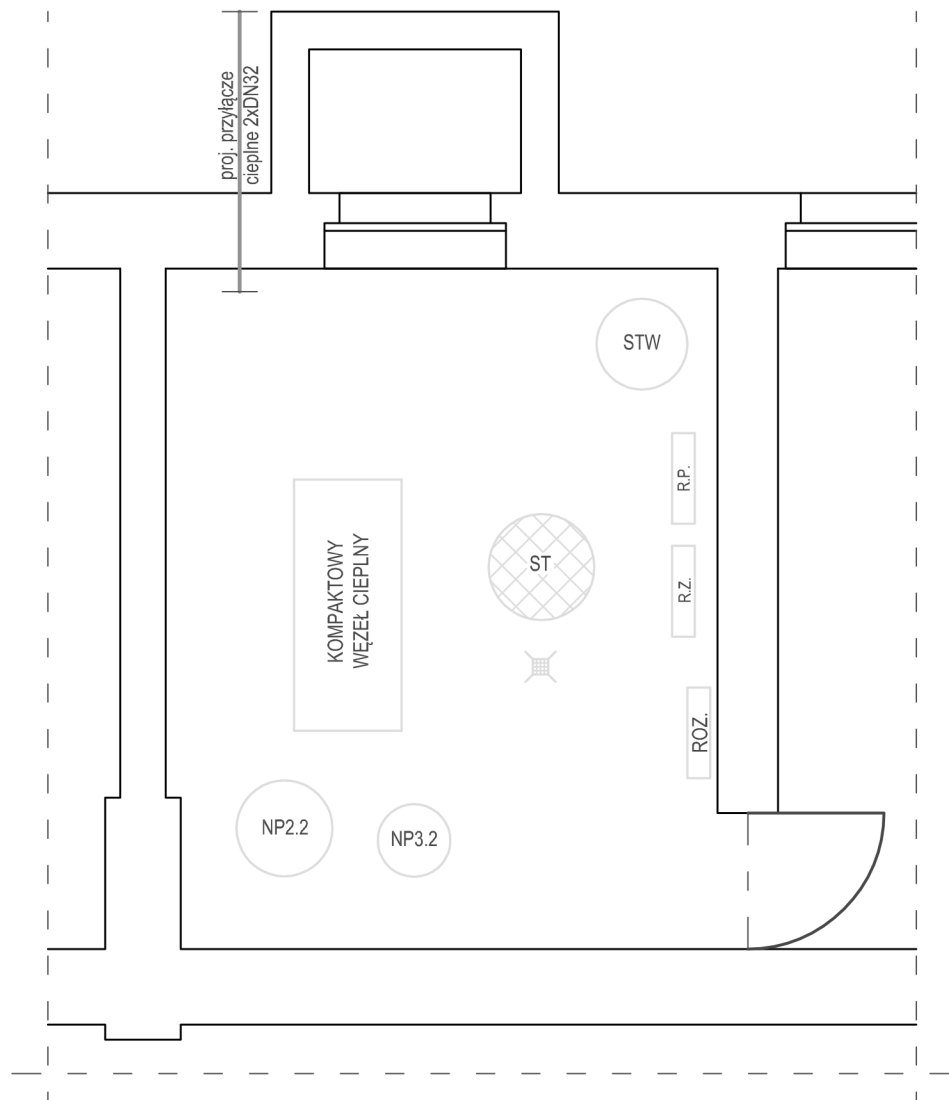 proj. przyłącze
cieplne 2xDN32
STW
R.P.
KOMPAKTOWY
WĘZEŁ CIEPLNY
ST
R.Z.
ROZ.
NP2.2
NP3.2